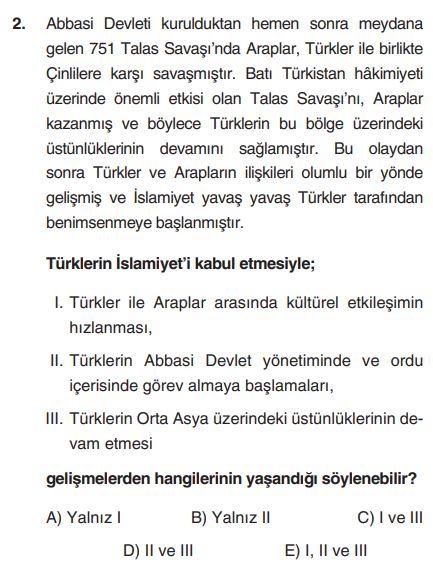 2. Abbasi Devleti kurulduktan hemen sonra meydana
gelen 751 Talas Savaşı'nda Araplar, Türkler ile birlikte
Çinlilere karşı savaşmıştır. Batı Türkistan hâkimiyeti
üzerinde önemli etkisi olan Talas Savaşı'nı, Araplar
kazanmış ve böylece Türklerin bu bölge üzerindeki
üstünlüklerinin devamını sağlamıştır. Bu olaydan
sonra Türkler ve Arapların ilişkileri olumlu bir yönde
gelişmiş ve İslamiyet yavaş yavaş Türkler tarafından
benimsenmeye başlanmıştır.
Türklerin İslamiyet'i kabul etmesiyle;
I. Türkler ile Araplar arasında kültürel etkileşimin
hızlanması,
II. Türklerin Abbasi Devlet yönetiminde ve ordu
içerisinde görev almaya başlamaları,
III. Türklerin Orta Asya üzerindeki üstünlüklerinin de-
vam etmesi
gelişmelerden hangilerinin yaşandığı söylenebilir?
A) Yalnız I B) Yalnız II C) I ve III
D) II ve III E) I, II ve III